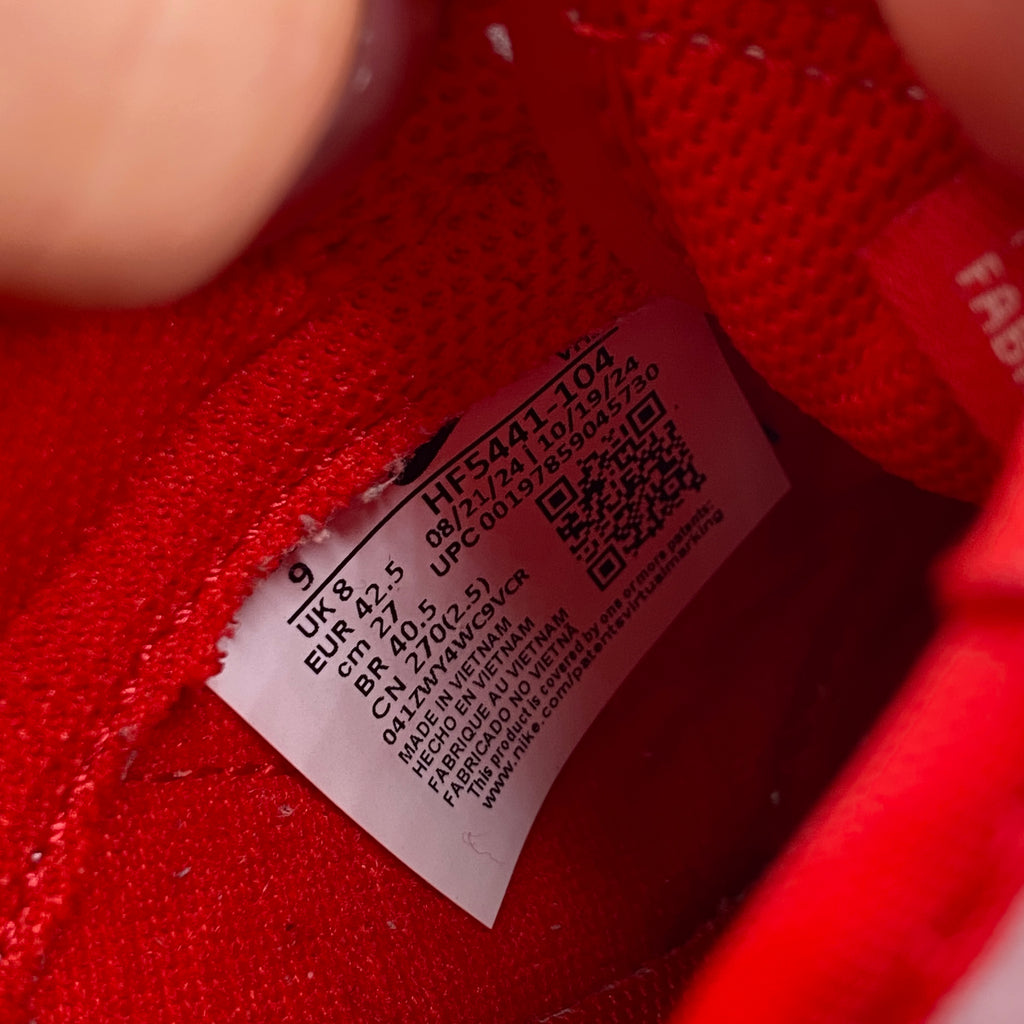 9
HF5441-104
08/21/24 | 10/19/24
UPC 00197859045730
UK 8
EUR 42.5
cm 27
BR 40.5
CN 270(2.5)
041ZWY4WC9VCR
MADE IN VIETNAM
HECHO EN VIETNAM
FABRIQUE AU VIETNAM
FABRICADO NO VIETNA
This product is covered by one or more patents:
www.nike.com/patentevirtualmarking
FAB